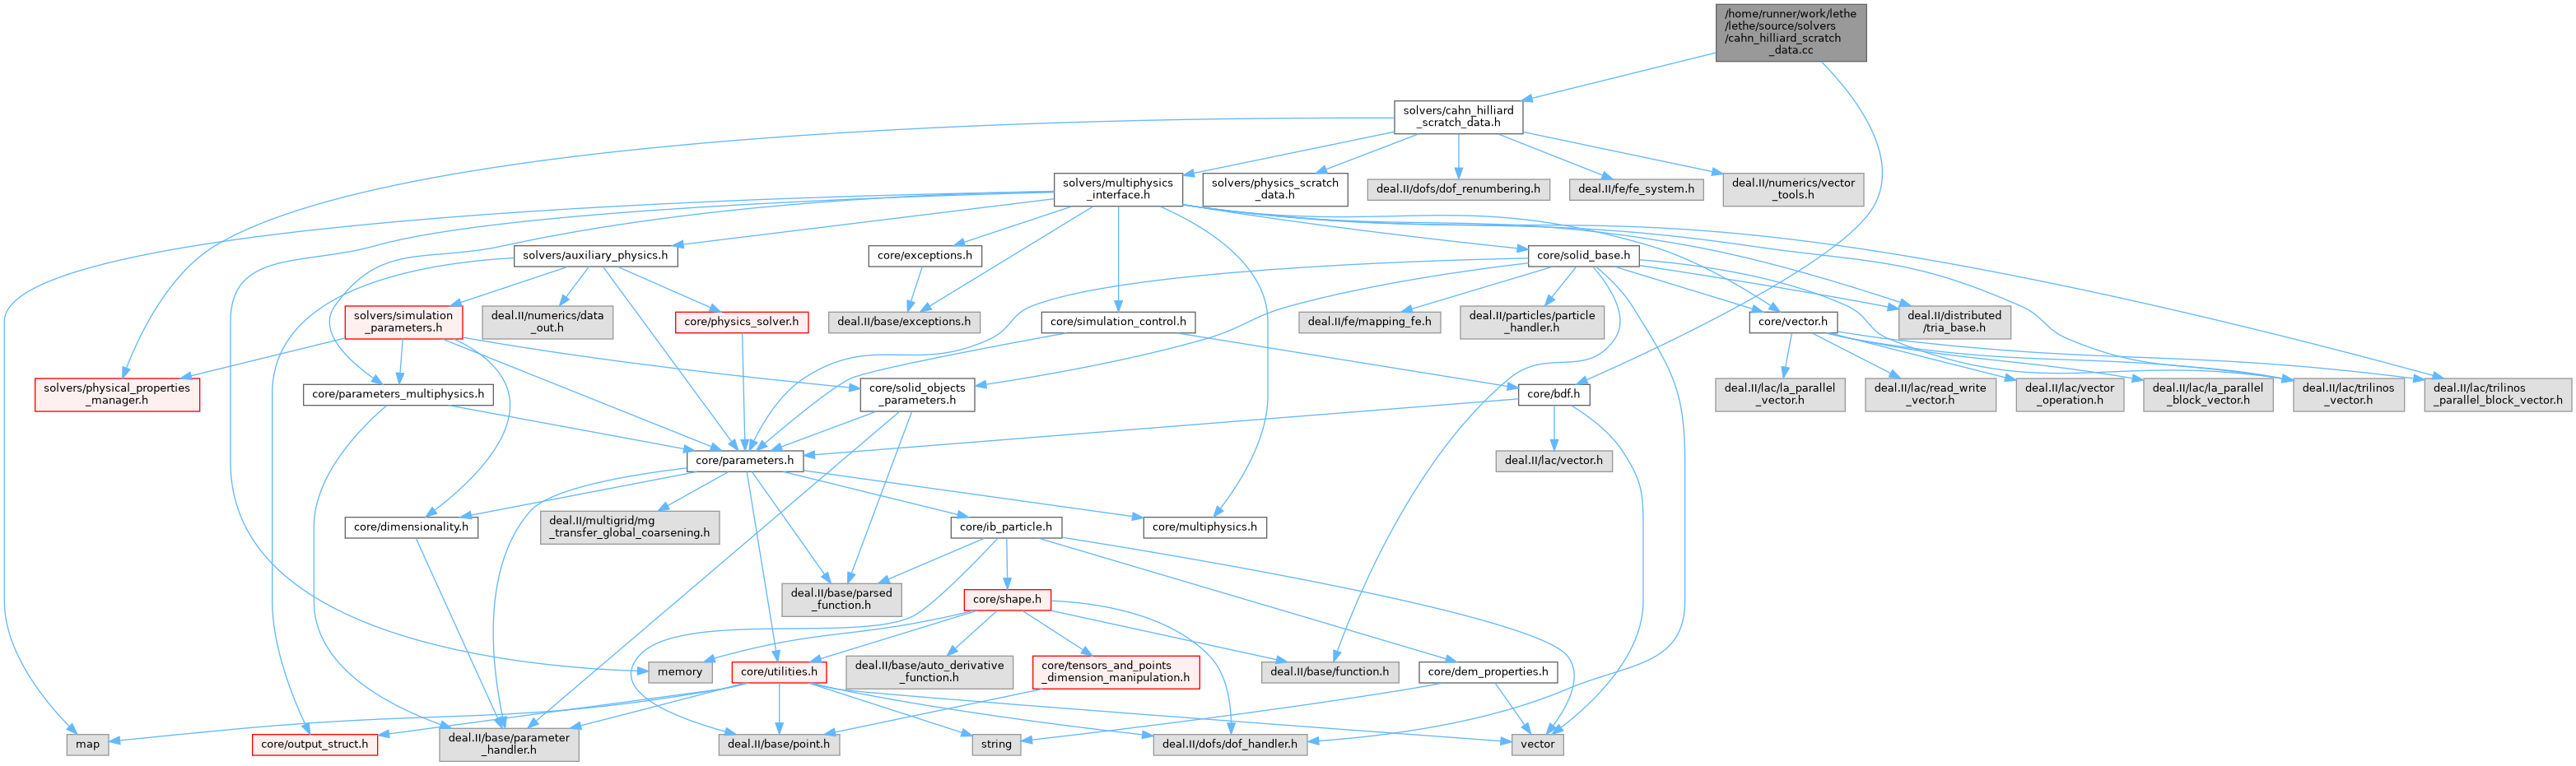 /home/runner/work/lethe
/lethe/source/solvers
/cahn_hilliard_scratch
_data.cc
solvers/cahn_hilliard
_scratch_data.h
solvers/multiphysics
_interface.h
solvers/physics_scratch
_data.h
deal.II/dofs/dof_renumbering.h
deal.II/fe/fe_system.h
deal.II/numerics/vector
_tools.h
solvers/auxiliary_physics.h
core/exceptions.h
core/solid_base.h
solvers/simulation
_parameters.h
deal.II/numerics/data
_out.h
core/physics_solver.h
deal.II/base/exceptions.h
core/simulation_control.h
deal.II/fe/mapping_fe.h
deal.II/particles/particle
_handler.h
core/vector.h
deal.II/distributed
/tria_base.h
solvers/physical_properties
_manager.h
core/parameters_multiphysics.h
core/solid_objects
_parameters.h
core/bdf.h
deal.II/lac/la_parallel
_vector.h
deal.II/lac/read_write
_vector.h
deal.II/lac/vector
_operation.h
deal.II/lac/la_parallel
_block_vector.h
deal.II/lac/trilinos
_vector.h
deal.II/lac/trilinos
_parallel_block_vector.h
core/parameters.h
deal.II/lac/vector.h
core/dimensionality.h
deal.II/multigrid/mg
_transfer_global_coarsening.h
core/ib_particle.h
core/multiphysics.h
deal.II/base/parsed
_function.h
core/shape.h
memory
core/utilities.h
deal.II/base/auto_derivative
_function.h
core/tensors_and_points
_dimension_manipulation.h
deal.II/base/function.h
core/dem_properties.h
map
core/output_struct.h
deal.II/base/parameter
_handler.h
deal.II/base/point.h
string
deal.II/dofs/dof_handler.h
vector